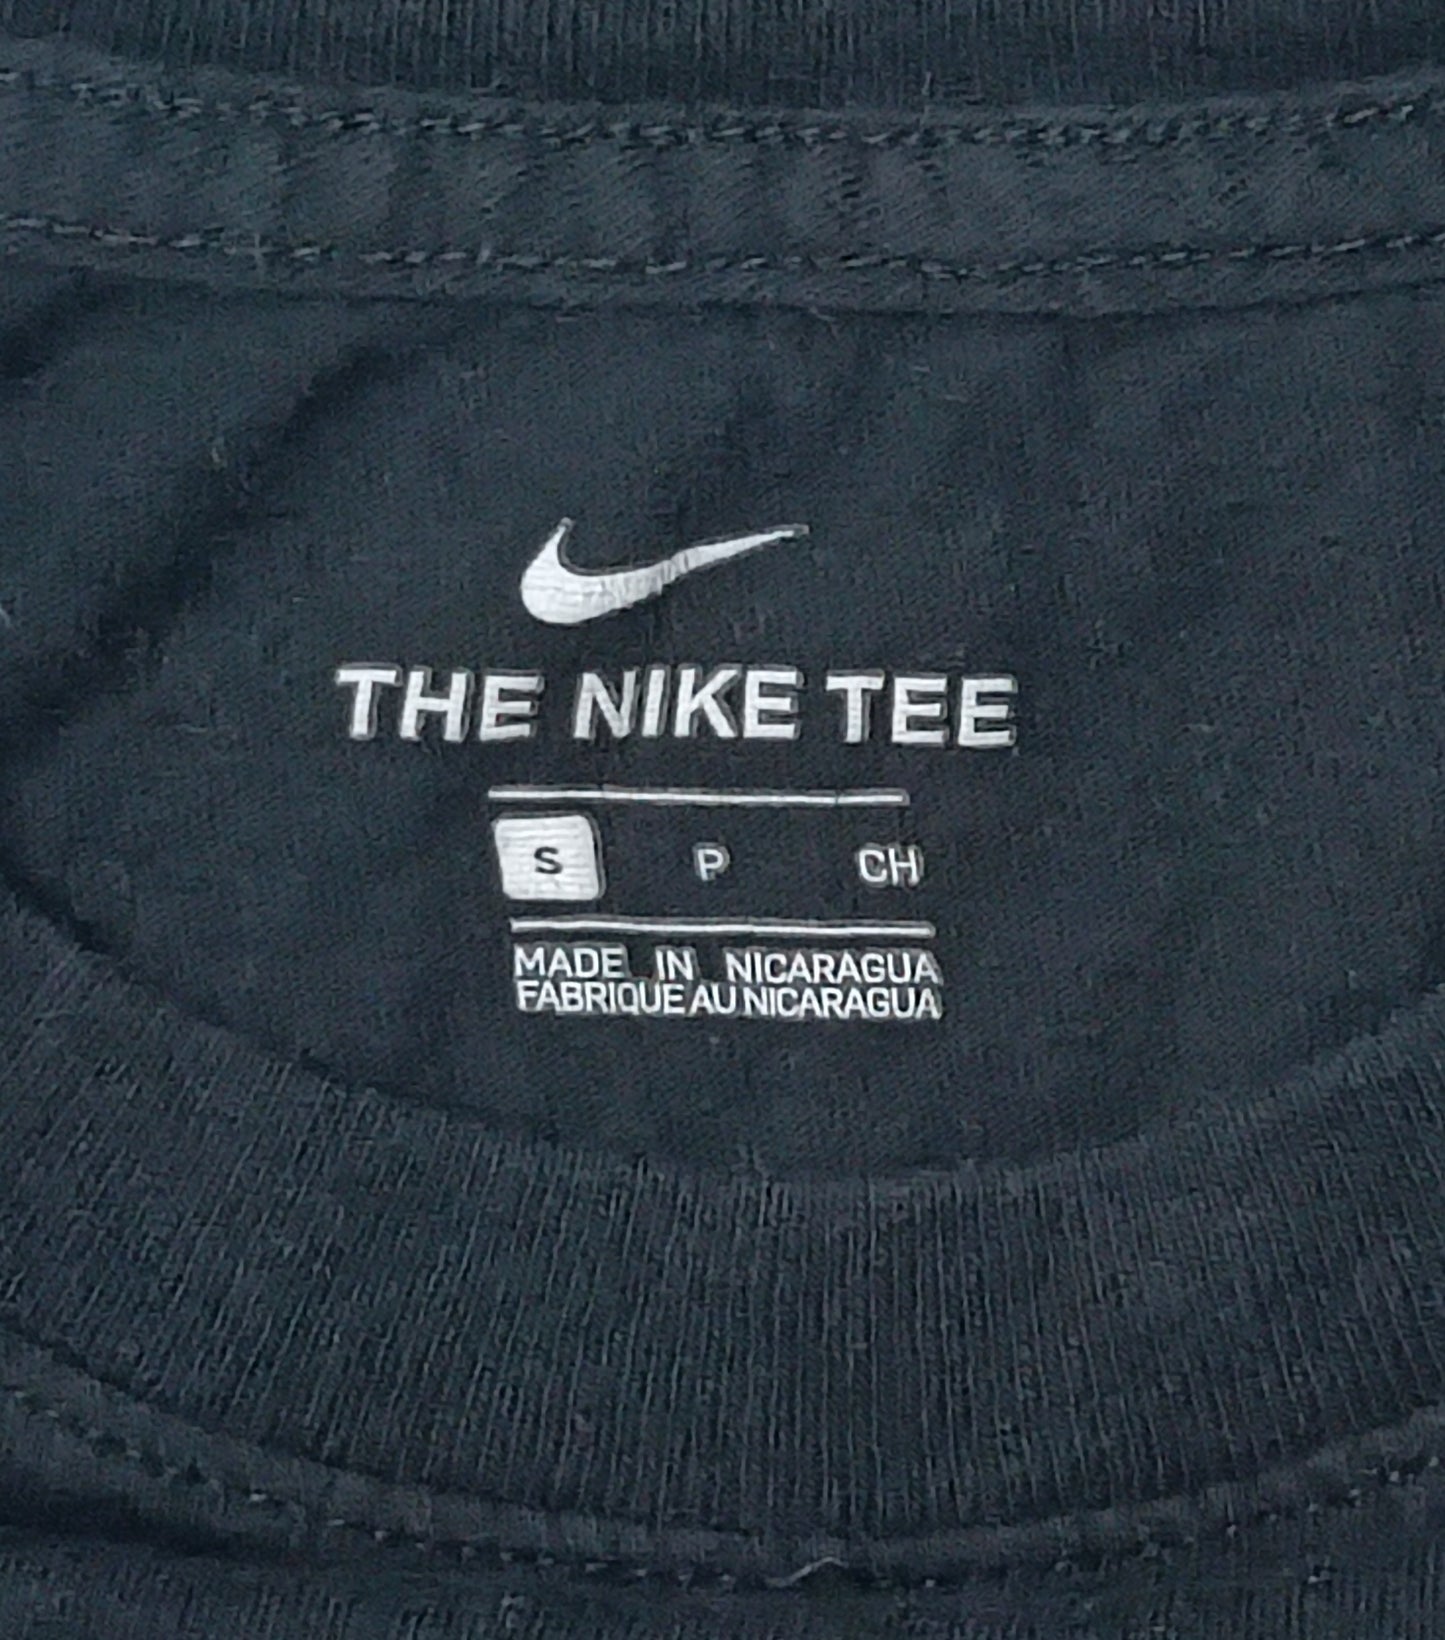 THE NIKE TEE
S P CH
MADE IN NICARAGUA
FABRIQUE AU NICARAGUA